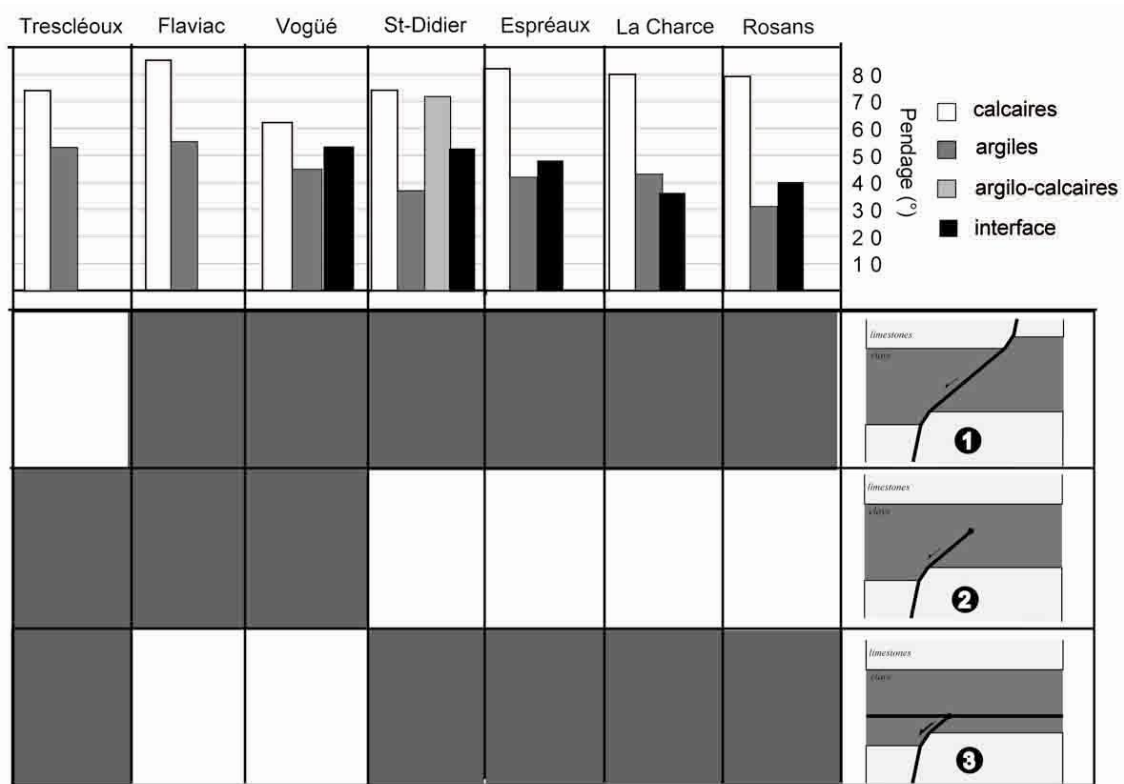 Trescléoux Flaviac Vogüé St-Didier Espréaux La Charce Rosans
80
70
60
50
40
30
20
10
Pendage (°)
calcaires
argiles
argilo-calcaires
interface
limestones
clays
1
limestones
clays
2
limestones
clays
3